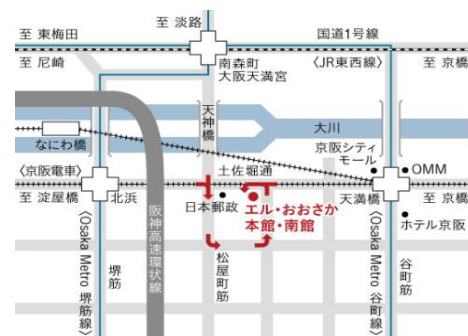 至 淡路
国道1号線
至 東梅田
至 尼崎
南森町
大阪天満宮
〈JR東西線〉
至 京橋
天神橋
大川
なにわ橋
京阪シティ
モール
OMM
〈京阪電車〉
土佐堀通
至 淀屋橋
北浜
日本郵政
エル・おおさか
本館・南館
天満橋
至 京橋
ホテル京阪
〈Osaka Metro 堺筋線〉
堺筋
阪神高速環状線
松屋町筋
〈Osaka Metro 谷町線〉
谷町筋